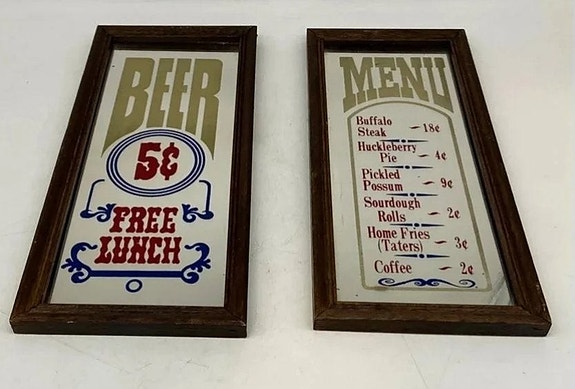 BEER
5¢
FREE
LUNCH
MENU
Buffalo
Steak - 18¢
Huckleberry
Pie - 4¢
Pickled
Possum - 9¢
Sourdough
Rolls - 2¢
Home Fries
(Taters) - 3¢
Coffee - 2¢